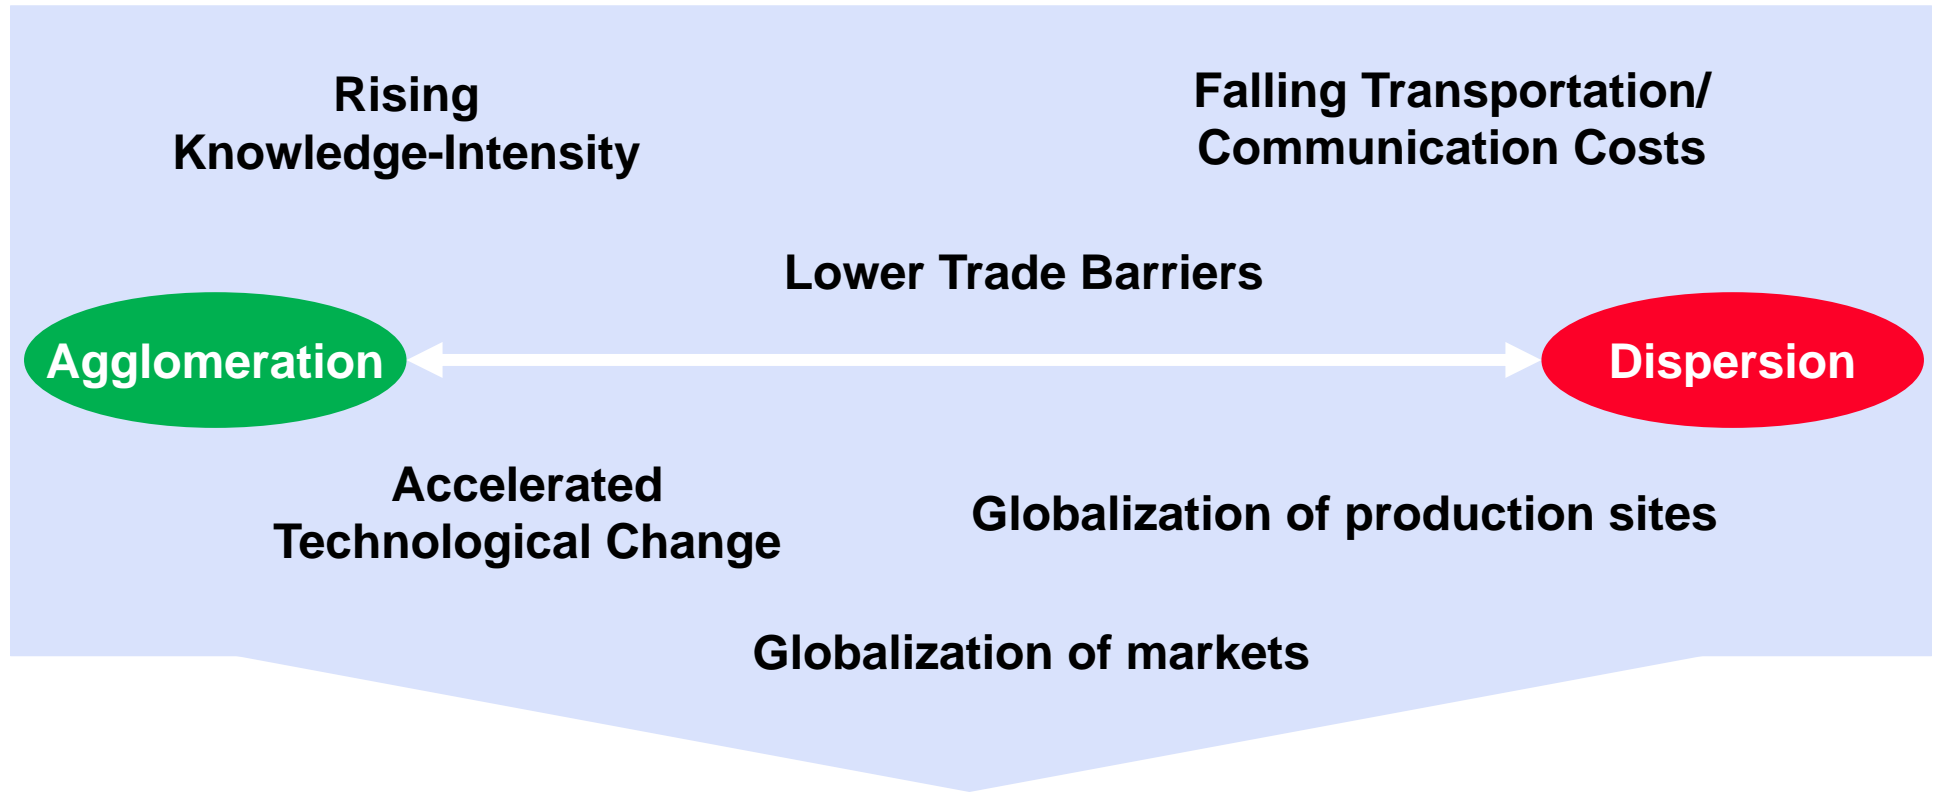 Rising
Knowledge-Intensity
Falling Transportation/
Communication Costs
Lower Trade Barriers
Agglomeration
Dispersion
Accelerated
Technological Change
Globalization of production sites
Globalization of markets